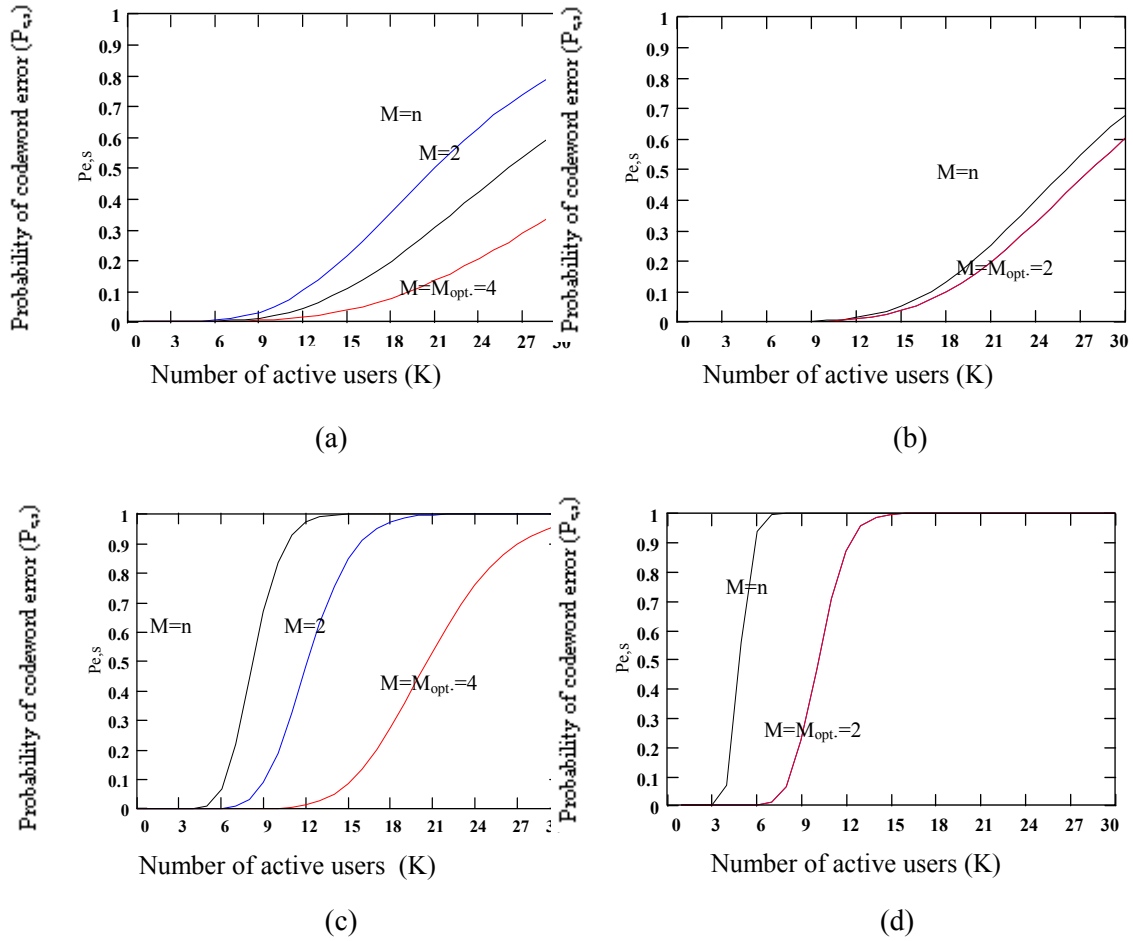 Probability of codeword error (Pe,s)
Pe,s
1
0.9
0.8
0.7
0.6
0.5
0.4
0.3
0.2
0.1
0
M=n
M=2
M=Mopt.=4
0 3 6 9 12 15 18 21 24 27 30
Number of active users (K)
(a)
Probability of codeword error (Pe,s)
Pe,s
1
0.9
0.8
0.7
0.6
0.5
0.4
0.3
0.2
0.1
0
M=n
M=Mopt.=2
0 3 6 9 12 15 18 21 24 27 30
Number of active users (K)
(b)
Probability of codeword error (Pe,s)
Pe,s
1
0.9
0.8
0.7
0.6
0.5
0.4
0.3
0.2
0.1
0
M=n
M=2
M=Mopt.=4
0 3 6 9 12 15 18 21 24 27
Number of active users (K)
(c)
Probability of codeword error (Pe,s)
Pe,s
1
0.9
0.8
0.7
0.6
0.5
0.4
0.3
0.2
0.1
0
M=n
M=Mopt.=2
0 3 6 9 12 15 18 21 24 27 30
Number of active users (K)
(d)